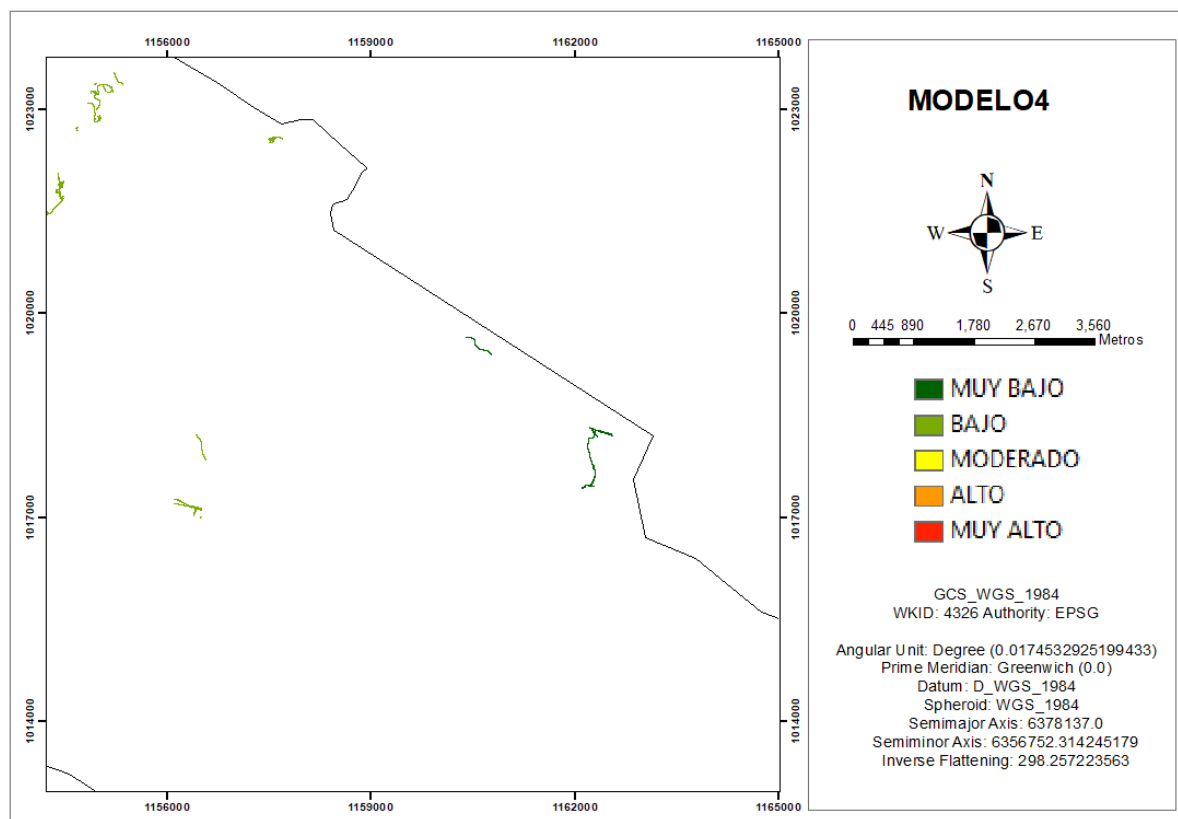 1156000
1159000
1162000
1165000
1023000
1023000
1020000
1020000
1017000
1017000
1014000
1014000
1156000
1159000
1162000
1165000
MODELO4
N
W
E
S
0 445 890 1,780 2,670 3,560
Metros
MUY BAJO
BAJO
MODERADO
ALTO
MUY ALTO
GCS_WGS_1984
WKID: 4326 Authority: EPSG
Angular Unit: Degree (0.0174532925199433)
Prime Meridian: Greenwich (0.0)
Datum: D_WGS_1984
Spheroid: WGS_1984
Semimajor Axis: 6378137.0
Semiminor Axis: 6356752.314245179
Inverse Flattening: 298.257223563